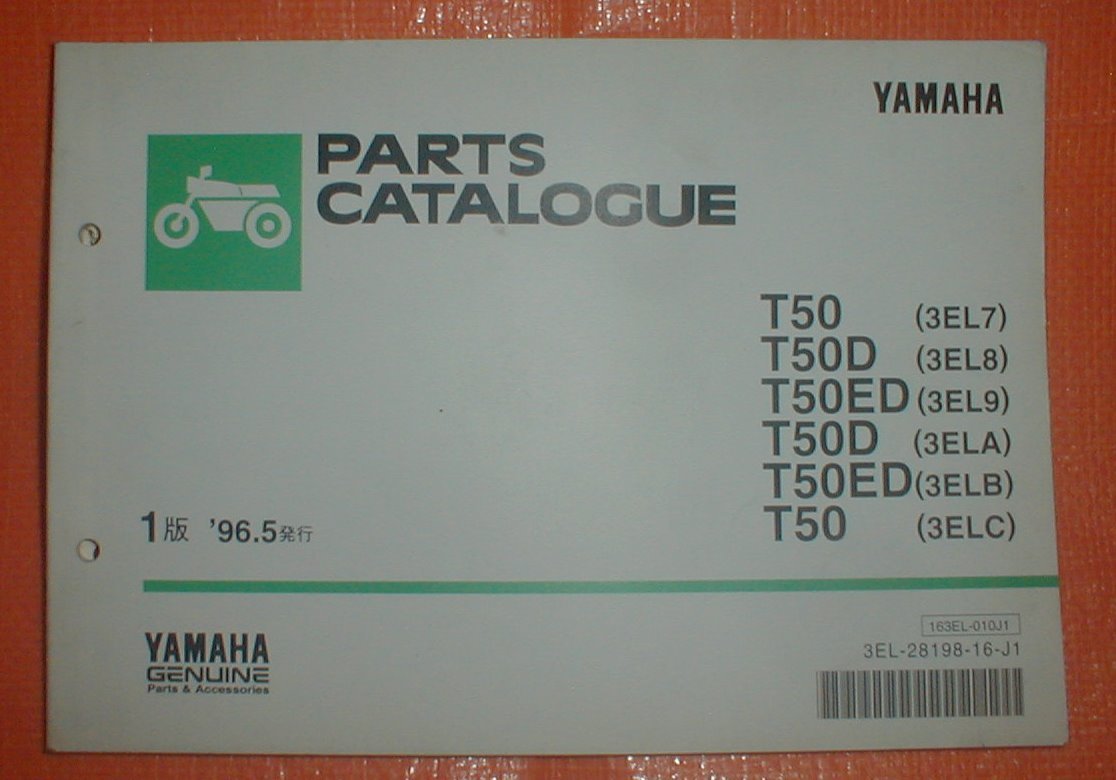 YAMAHA
PARTS
CATALOGUE
T50 (3EL7)
T50D (3EL8)
T50ED (3EL9)
T50D (3ELA)
T50ED (3ELB)
T50 (3ELC)
1版 '96.5発行
163EL-010J1
3EL-28198-16-J1
YAMAHA
GENUINE
Parts & Accessories